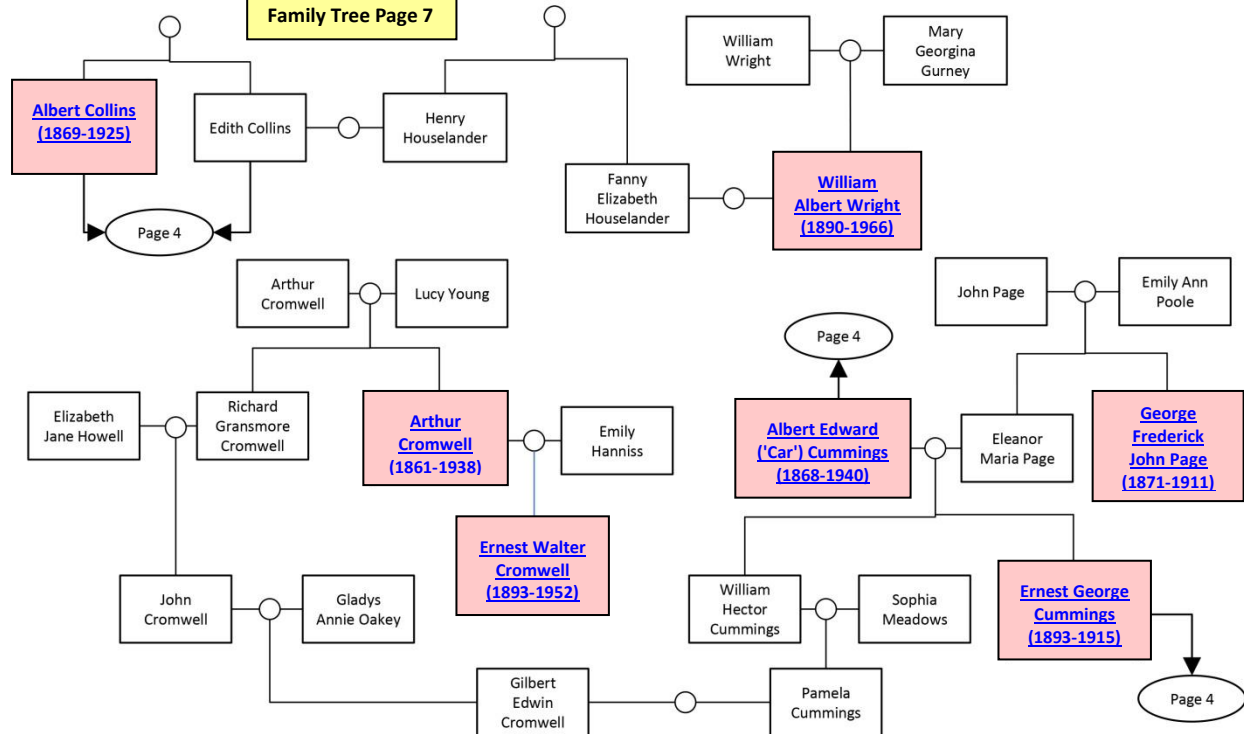 Family Tree Page 7
William
Wright
Mary
Georgina
Gurney
Albert Collins
(1869-1925)
Edith Collins
Henry
Houselander
Fanny
Elizabeth
Houselander
William
Albert Wright
(1890-1966)
Page 4
Arthur
Cromwell
Lucy Young
John Page
Emily Ann
Poole
Page 4
Elizabeth
Jane Howell
Richard
Gransmore
Cromwell
Arthur
Cromwell
(1861-1938)
Emily
Hanniss
Albert Edward
('Car') Cummings
(1868-1940)
Eleanor
Maria Page
George
Frederick
John Page
(1871-1911)
Ernest Walter
Cromwell
(1893-1952)
John
Cromwell
Gladys
Annie Oakey
William
Hector
Cummings
Sophia
Meadows
Ernest George
Cummings
(1893-1915)
Gilbert
Edwin
Cromwell
Pamela
Cummings
Page 4